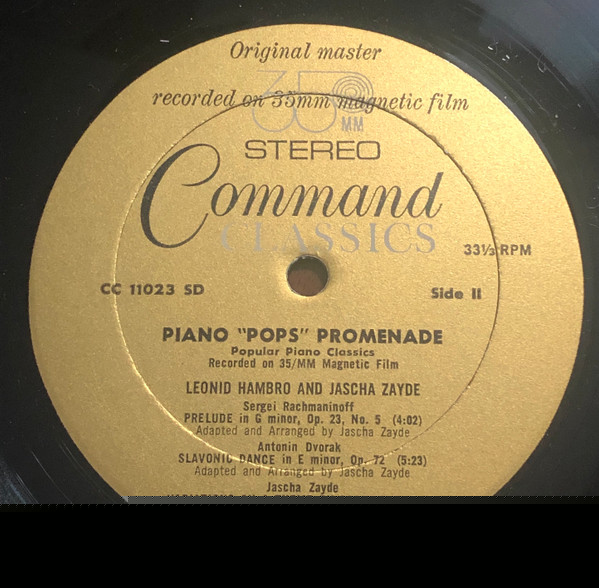 Original master
35
recorded on 35mm magnetic film
MM
STEREO
Command
CLASSICS
33⅓ RPM
CC 11023 SD
Side II
PIANO "POPS" PROMENADE
Popular Piano Classics
Recorded on 35/MM Magnetic Film
LEONID HAMBRO AND JASCHA ZAYDE
Sergei Rachmaninoff
PRELUDE in G minor, Op. 23, No. 5 (4:02)
Adapted and Arranged by Jascha Zayde
Antonin Dvorak
SLAVONIC DANCE in E minor, Op. 72 (5:23)
Adapted and Arranged by Jascha Zayde
Jascha Zayde